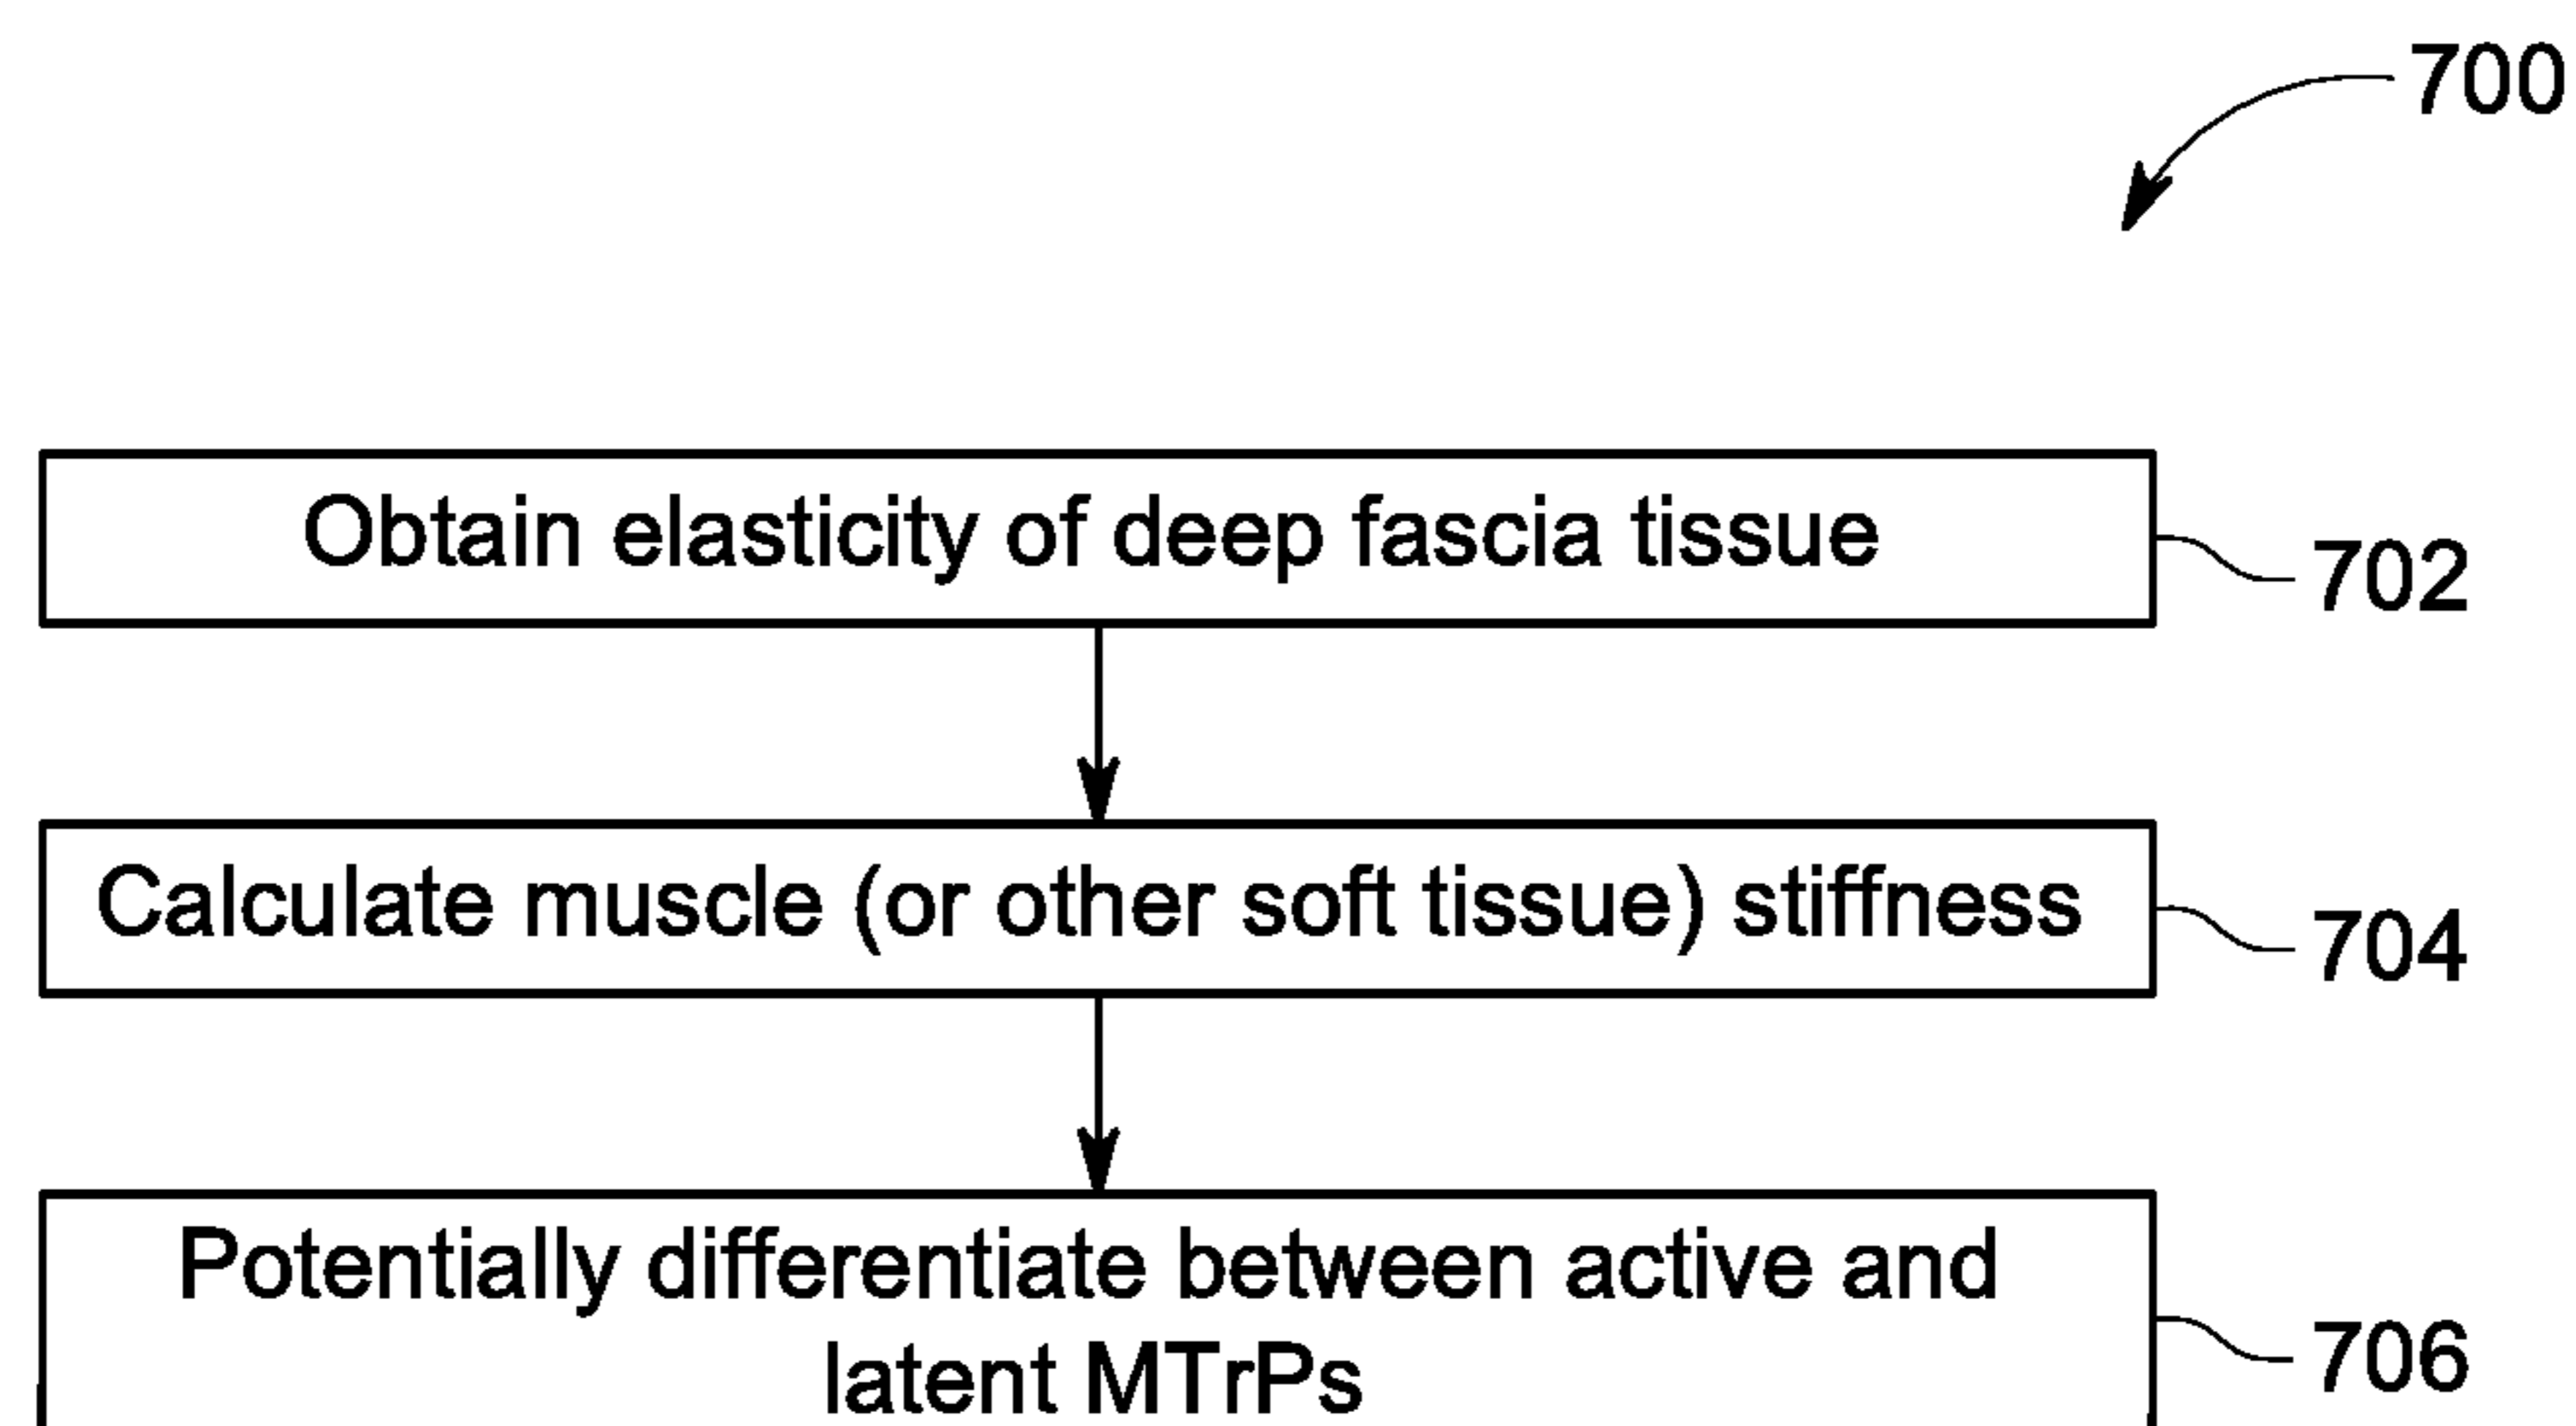 700
Obtain elasticity of deep fascia tissue
702
Calculate muscle (or other soft tissue) stiffness
704
Potentially differentiate between active and
latent MTrPs
706